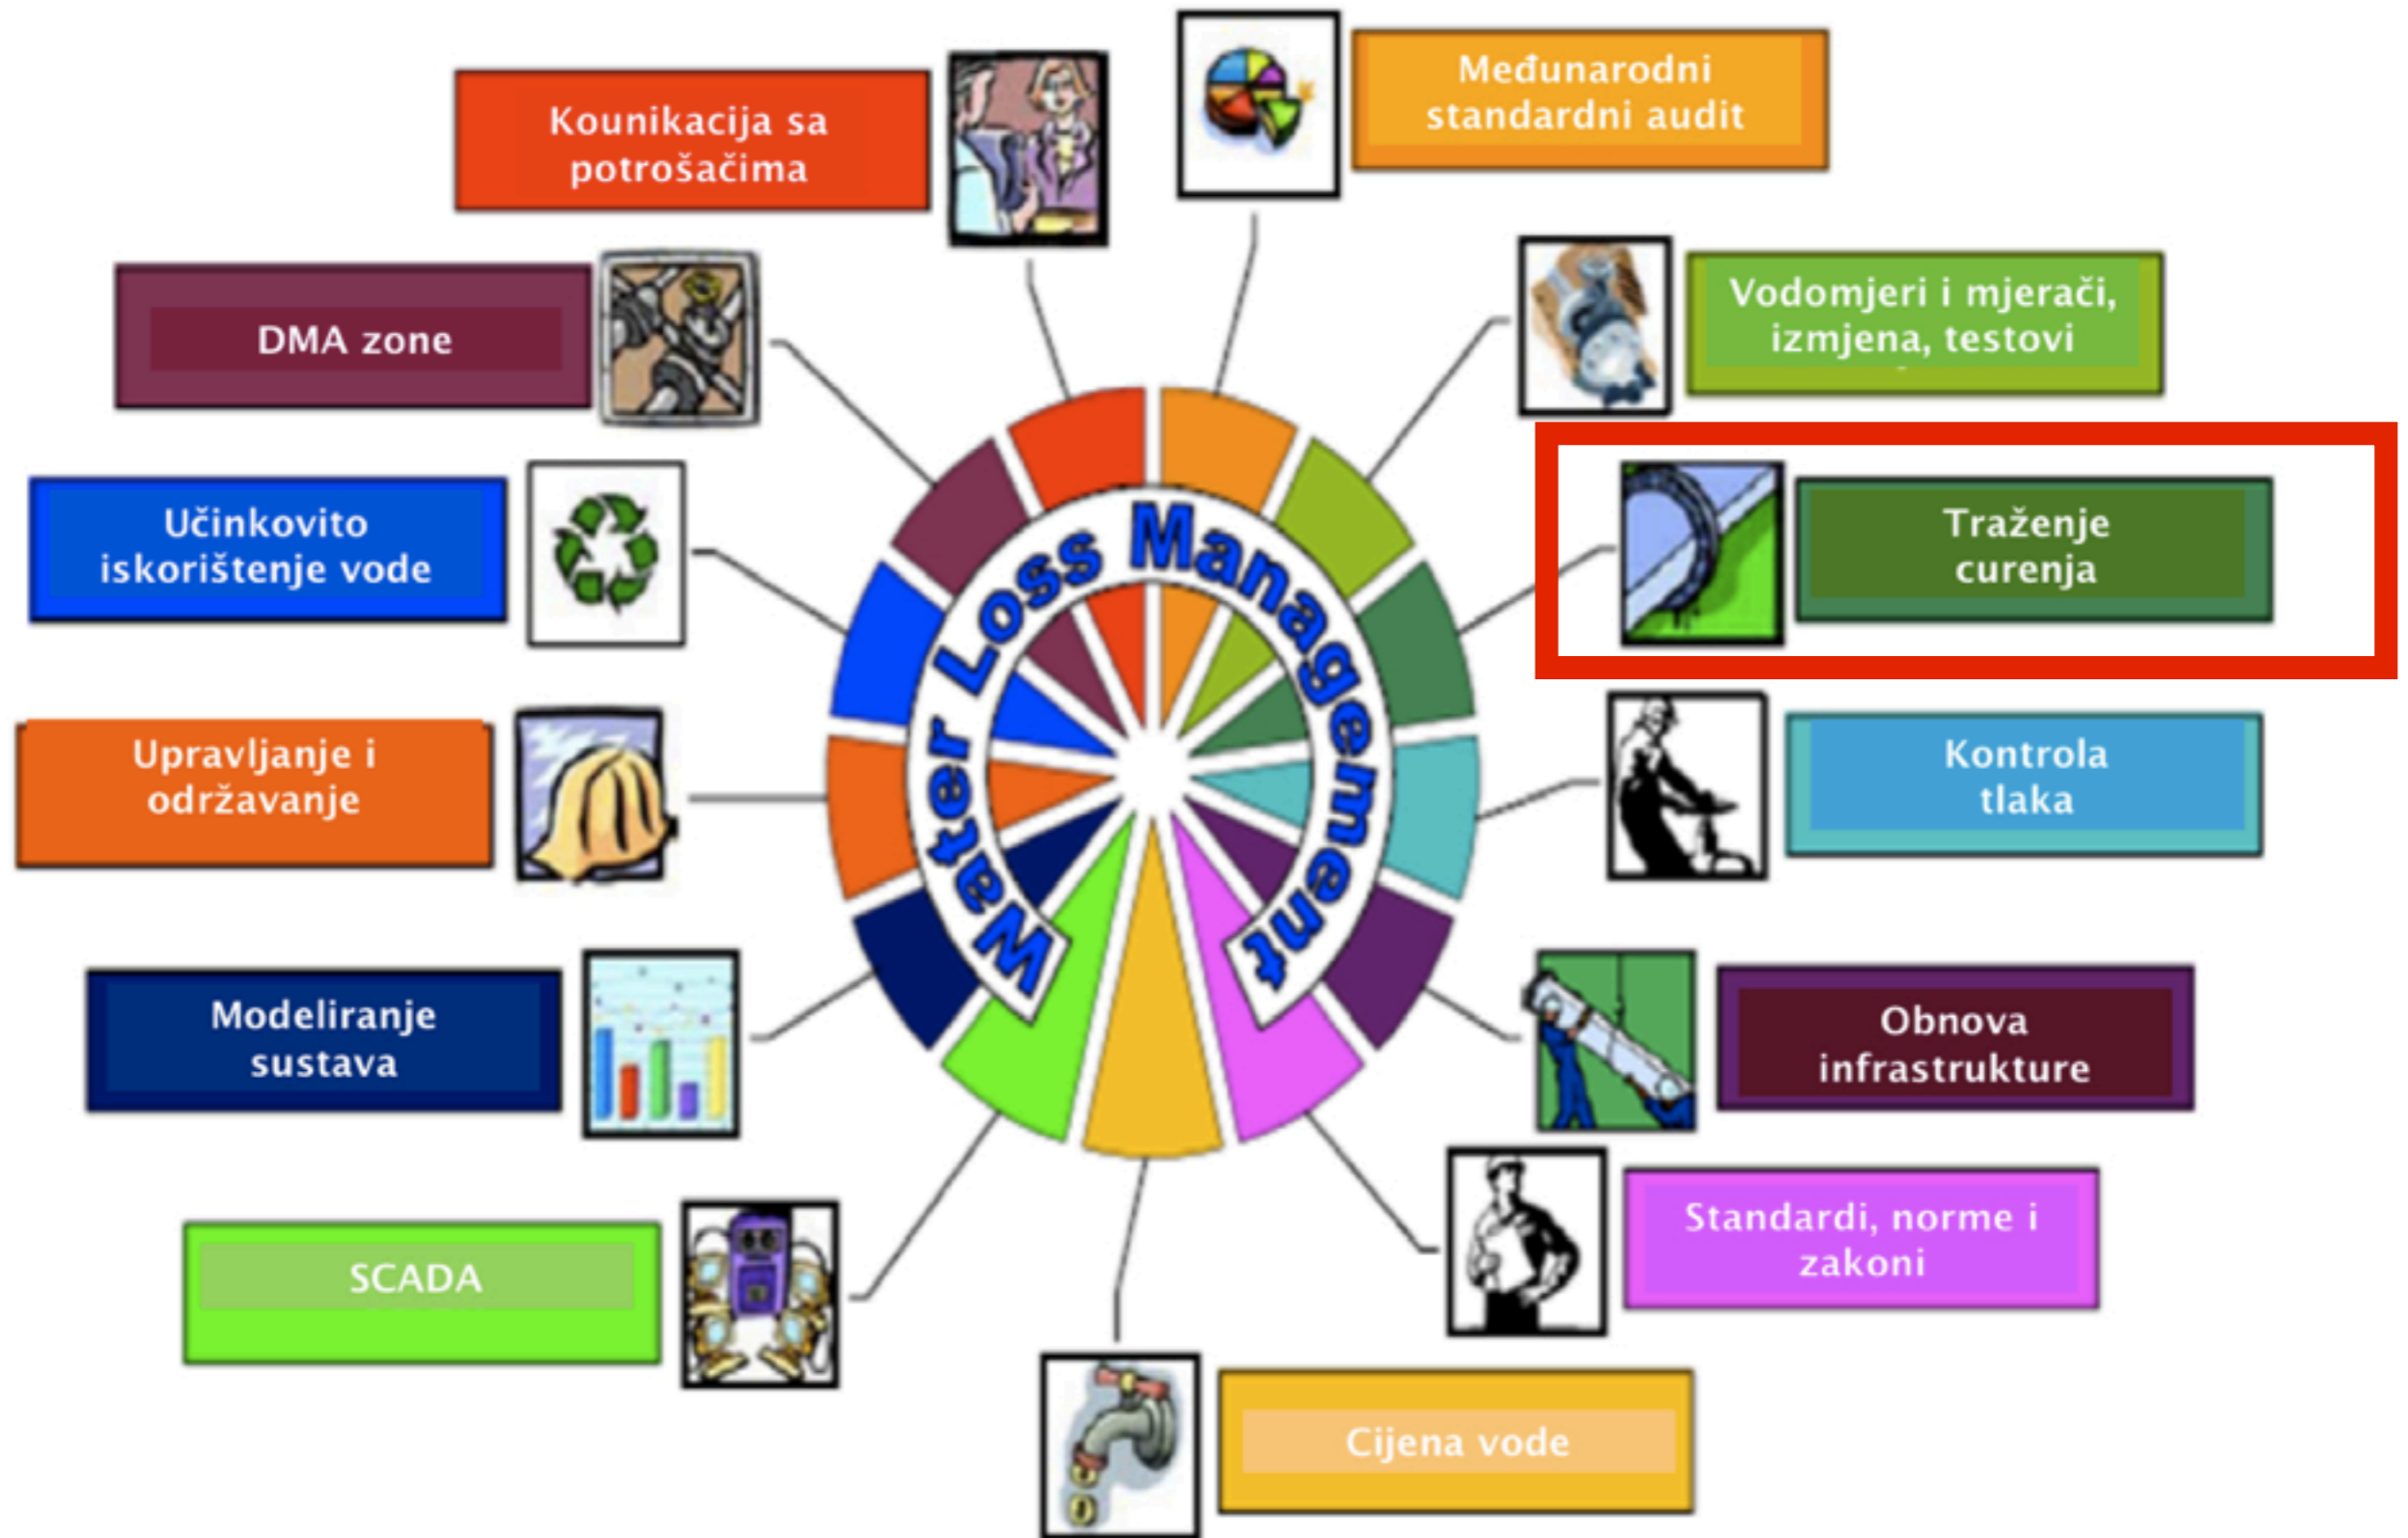 Kounikacija sa
potrošačima
Međunarodni
standardni audit
DMA zone
Vodomjeri i mjerači,
izmjena, testovi
Učinkovito
iskorištenje vode
Traženje
curenja
Water Loss Management
Upravljanje i
održavanje
Kontrola
tlaka
Modeliranje
sustava
Obnova
infrastrukture
SCADA
Standardi, norme i
zakoni
Cijena vode